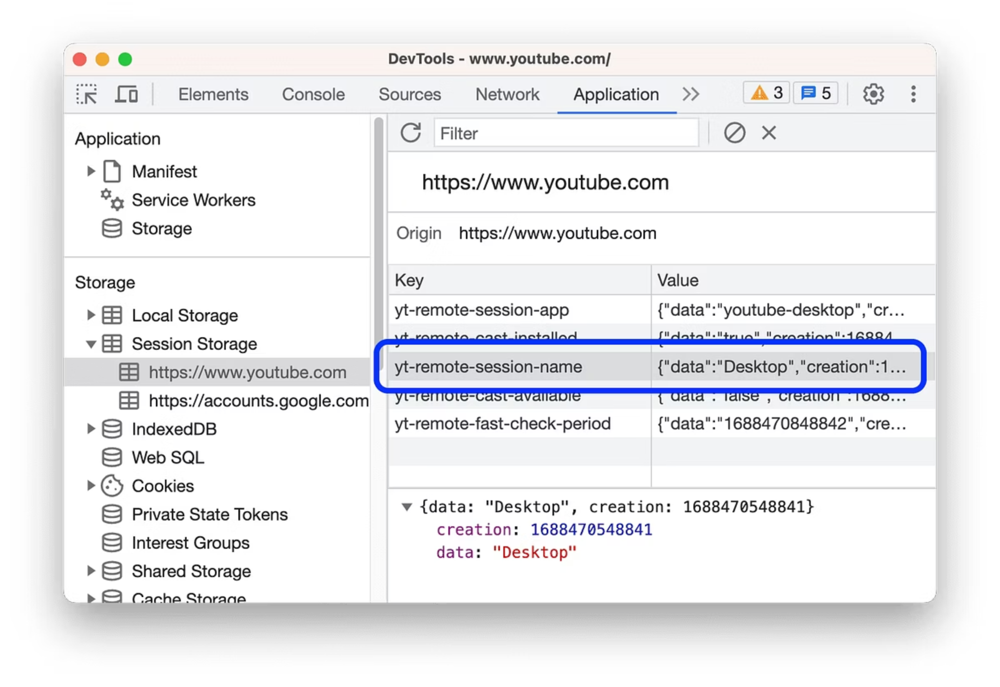 DevTools - www.youtube.com/
Elements Console Sources Network Application 3 5
Application
Manifest
Service Workers
Storage
Storage
Local Storage
Session Storage
https://www.youtube.com
https://accounts.google.com
IndexedDB
Web SQL
Cookies
Private State Tokens
Interest Groups
Shared Storage
Cache Storage
Filter
https://www.youtube.com
Origin https://www.youtube.com
Key Value
yt-remote-session-app {"data":"youtube-desktop","cr…
yt-remote-cast-installed {"data":"true","creation":16884…
yt-remote-session-name {"data":"Desktop","creation":1…
yt-remote-cast-available {"data":"false","creation":1688…
yt-remote-fast-check-period {"data":"1688470848842","cre…
{data: "Desktop", creation: 1688470548841}
creation: 1688470548841
data: "Desktop"